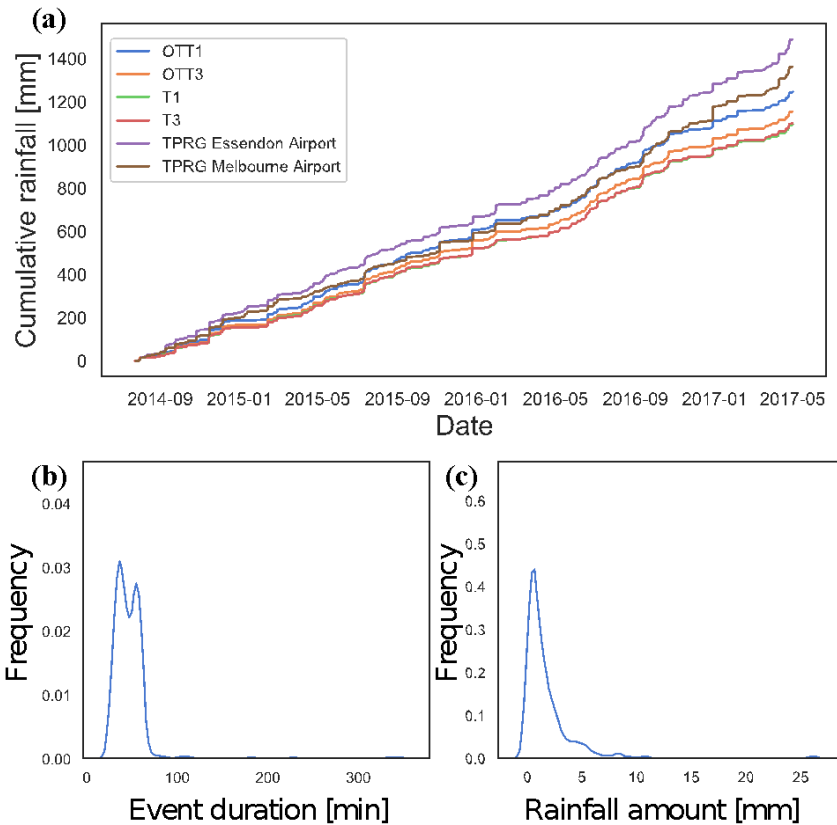 (a)
Cumulative rainfall [mm]
1400
1200
1000
800
600
400
200
0
OTT1
OTT3
T1
T3
TPRG Essendon Airport
TPRG Melbourne Airport
2014-09 2015-01 2015-05 2015-09 2016-01 2016-05 2016-09 2017-01 2017-05
Date
(b)
Frequency
0.04
0.03
0.02
0.01
0.00
0 100 200 300
Event duration [min]
(c)
Frequency
0.6
0.5
0.4
0.3
0.2
0.1
0.0
0 5 10 15 20 25
Rainfall amount [mm]